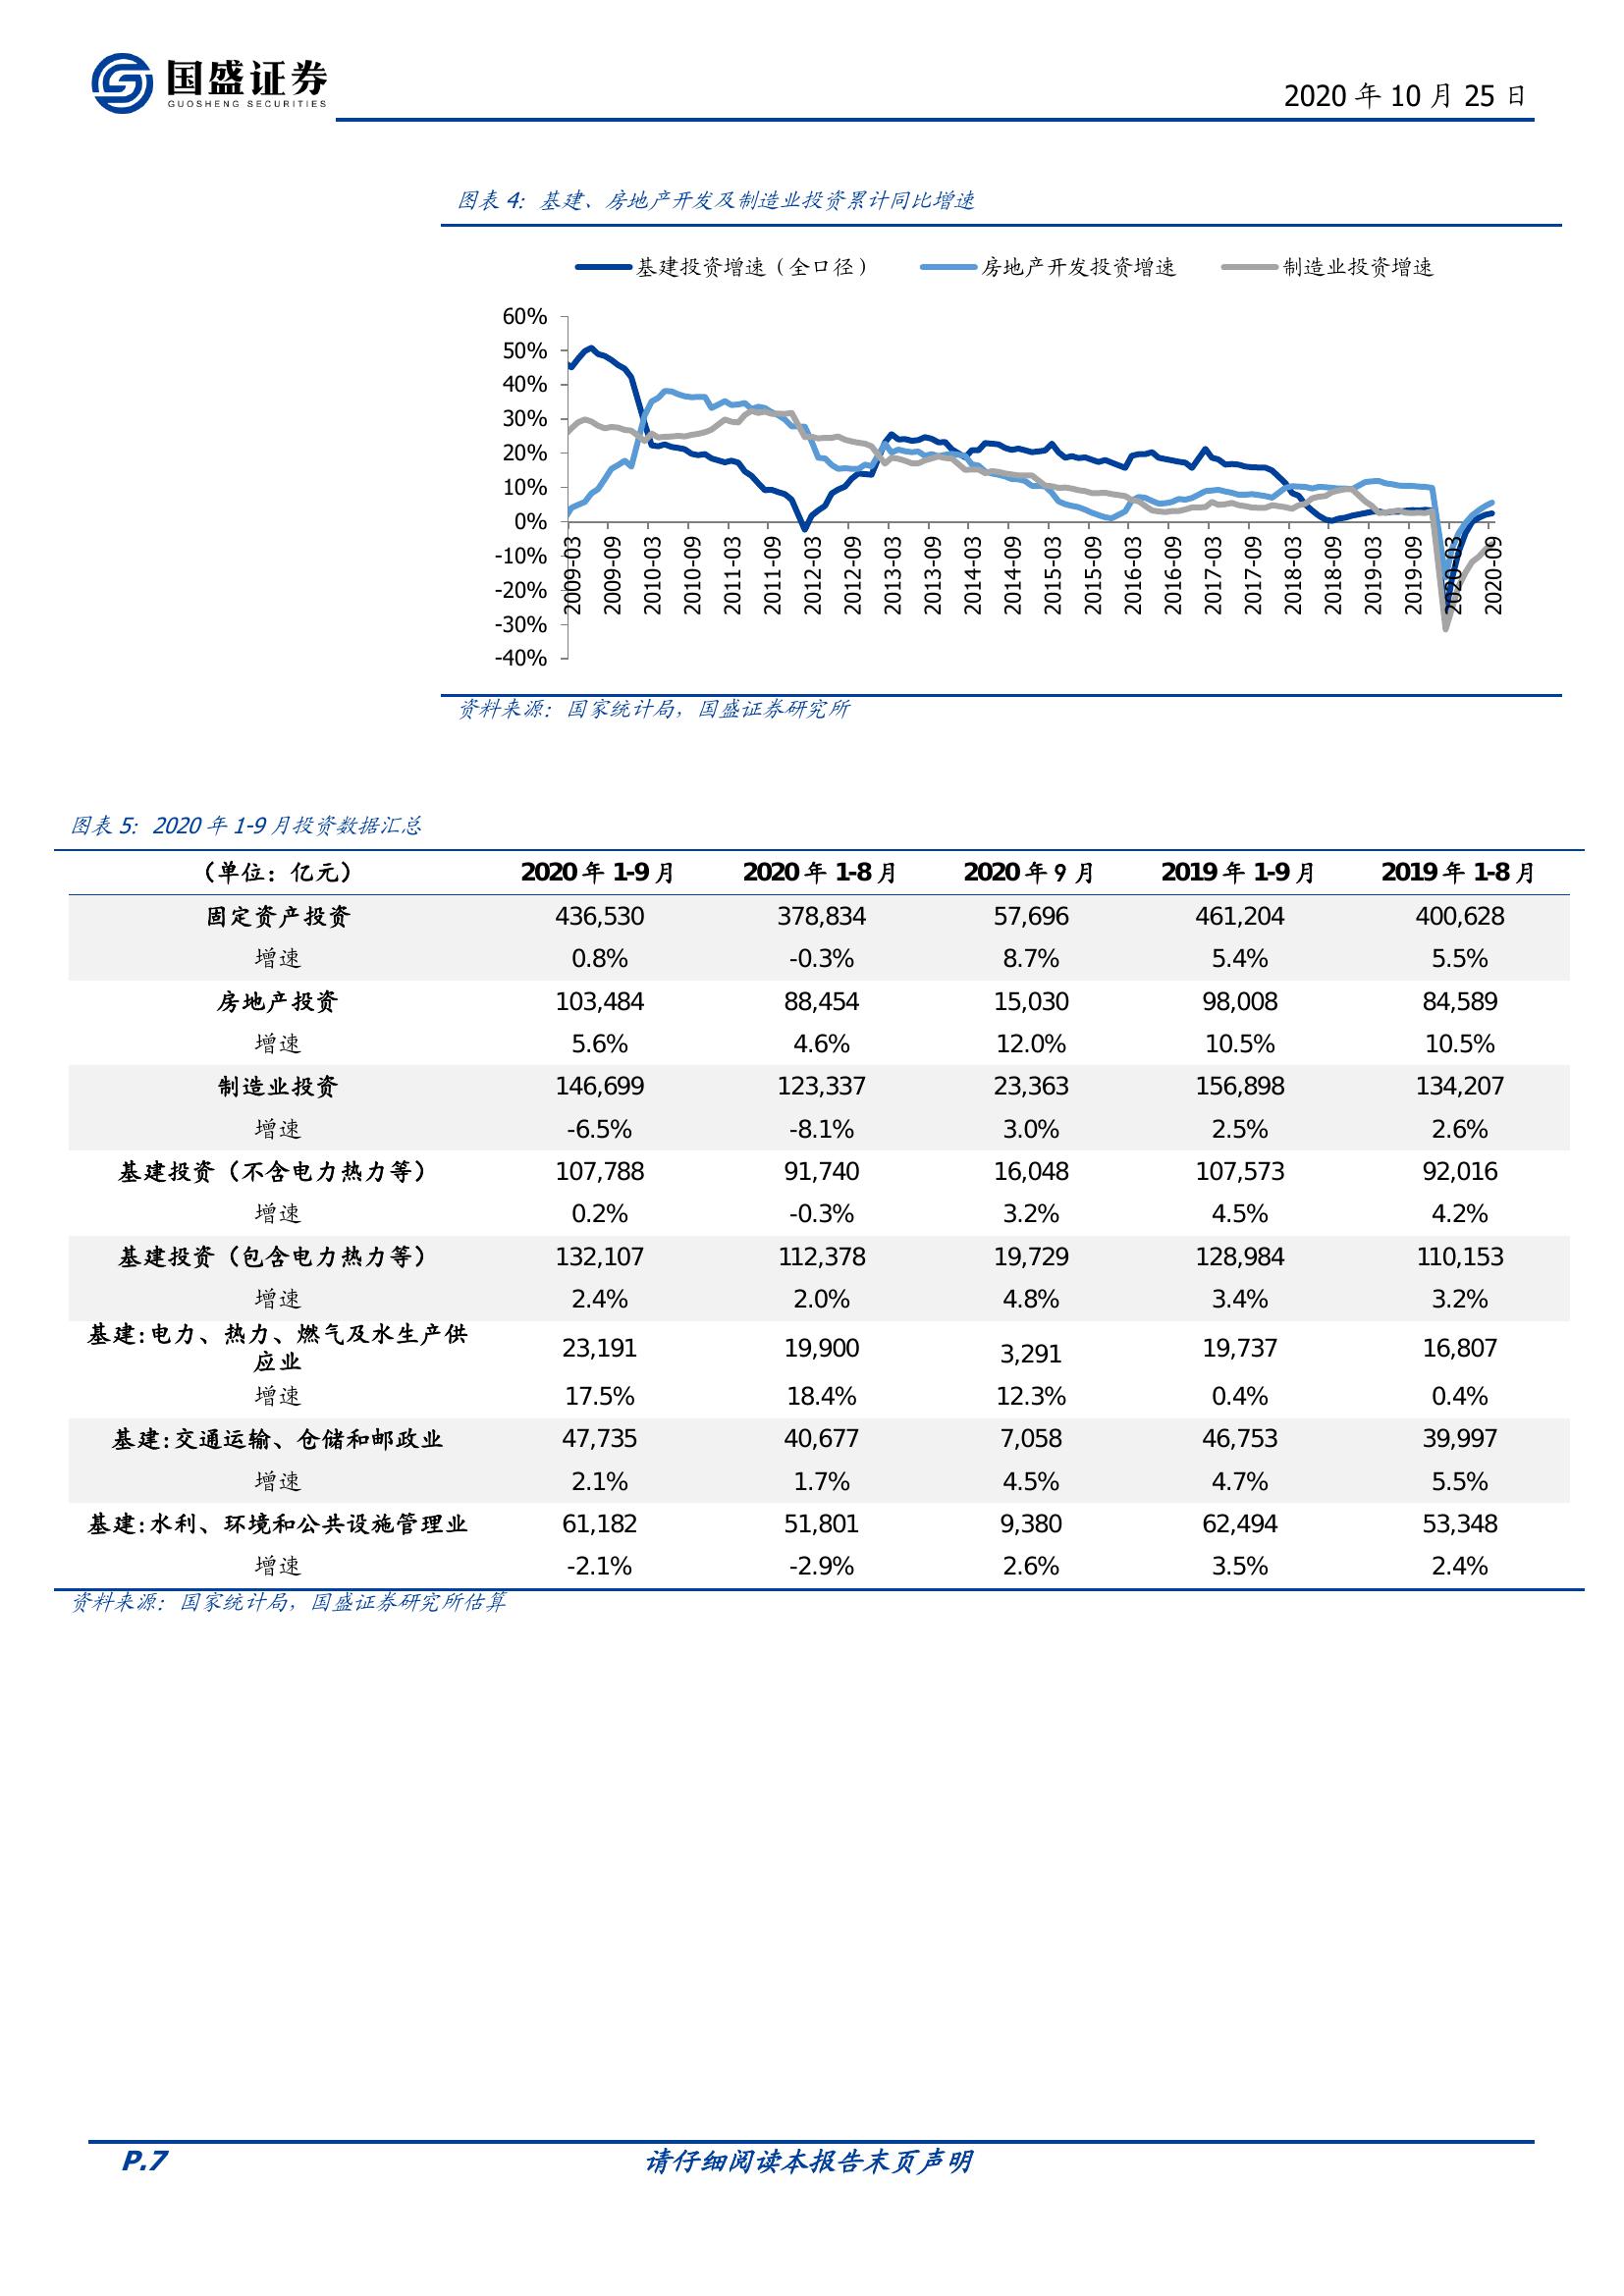 国盛证券
GUOSHENG SECURITIES
2020 年 10 月 25 日
图表 4：基建、房地产开发及制造业投资累计同比增速
基建投资增速（全口径） 房地产开发投资增速 制造业投资增速
60%
50%
40%
30%
20%
10%
0%
-10%
-20%
-30%
-40%
2009-03 2009-09 2010-03 2010-09 2011-03 2011-09 2012-03 2012-09 2013-03 2013-09 2014-03 2014-09 2015-03 2015-09 2016-03 2016-09 2017-03 2017-09 2018-03 2018-09 2019-03 2019-09 2020-03 2020-09
资料来源：国家统计局，国盛证券研究所
图表 5：2020 年 1-9 月投资数据汇总
（单位：亿元） 2020 年 1-9 月 2020 年 1-8 月 2020 年 9 月 2019 年 1-9 月 2019 年 1-8 月
固定资产投资 436,530 378,834 57,696 461,204 400,628
增速 0.8% -0.3% 8.7% 5.4% 5.5%
房地产投资 103,484 88,454 15,030 98,008 84,589
增速 5.6% 4.6% 12.0% 10.5% 10.5%
制造业投资 146,699 123,337 23,363 156,898 134,207
增速 -6.5% -8.1% 3.0% 2.5% 2.6%
基建投资（不含电力热力等） 107,788 91,740 16,048 107,573 92,016
增速 0.2% -0.3% 3.2% 4.5% 4.2%
基建投资（包含电力热力等） 132,107 112,378 19,729 128,984 110,153
增速 2.4% 2.0% 4.8% 3.4% 3.2%
基建:电力、热力、燃气及水生产供
应业 23,191 19,900 3,291 19,737 16,807
增速 17.5% 18.4% 12.3% 0.4% 0.4%
基建:交通运输、仓储和邮政业 47,735 40,677 7,058 46,753 39,997
增速 2.1% 1.7% 4.5% 4.7% 5.5%
基建:水利、环境和公共设施管理业 61,182 51,801 9,380 62,494 53,348
增速 -2.1% -2.9% 2.6% 3.5% 2.4%
资料来源：国家统计局，国盛证券研究所估算
P.7 请仔细阅读本报告末页声明